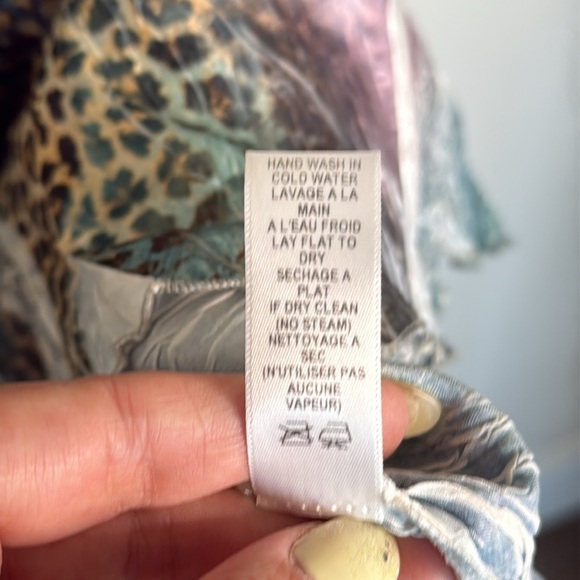 HAND WASH IN
COLD WATER
LAVAGE A LA
MAIN
A L'EAU FROID
LAY FLAT TO
DRY
SECHAGE A
PLAT
IF DRY CLEAN
(NO STEAM)
NETTOYAGE A
SEC
(N'UTILISER PAS
AUCUNE
VAPEUR)